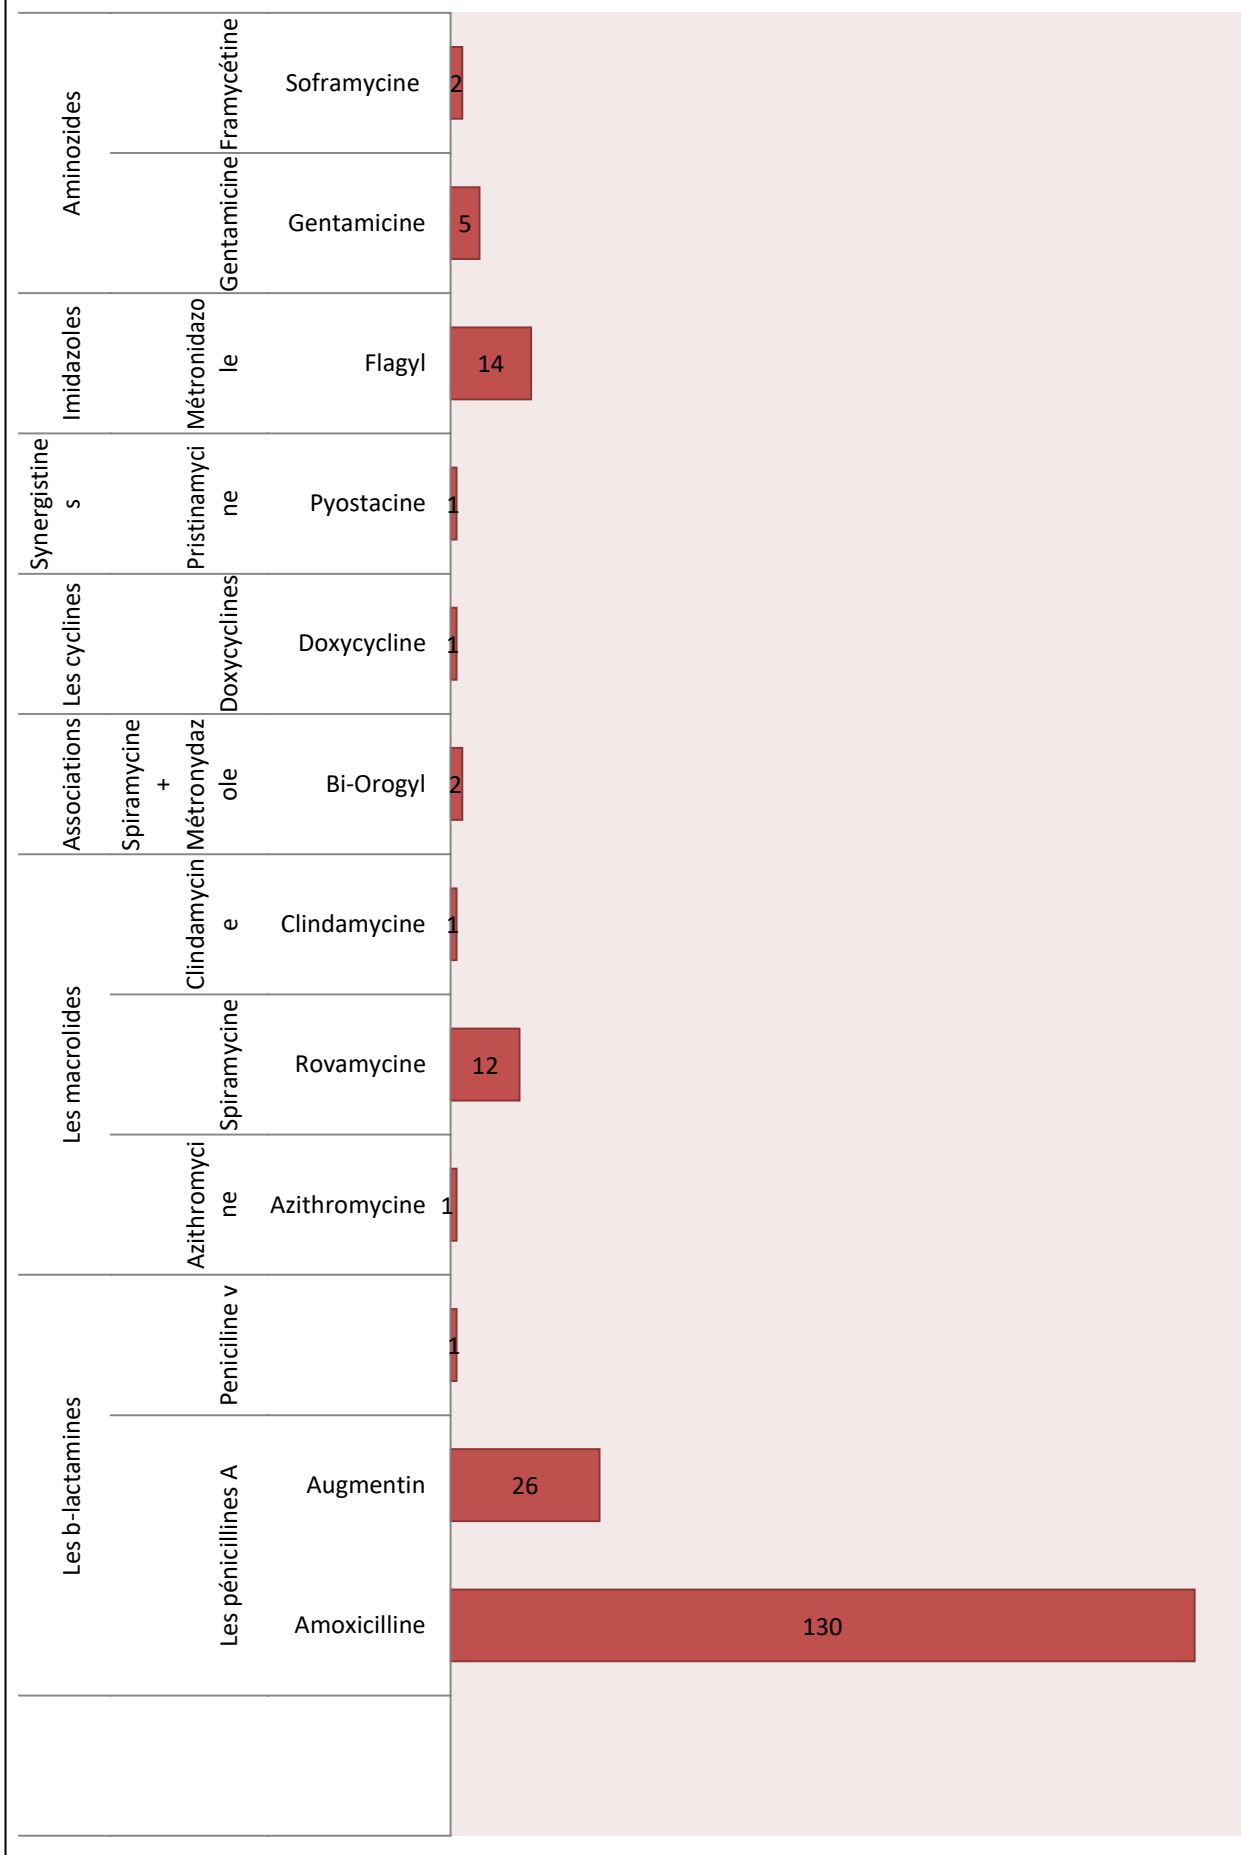 Aminozides
Framycétine
Soframycine
2
Gentamicine
Gentamicine
5
Imidazoles
Métronidazo
le
Flagyl
14
Synergistine
s
Pristinamyci
ne
Pyostacine
1
Les cyclines
Doxycyclines
Doxycycline
1
Associations
Spiramycine
+
Métronydaz
ole
Bi-Orogyl
2
Les macrolides
Clindamycin
e
Clindamycine
1
Spiramycine
Rovamycine
12
Azithromyci
ne
Azithromycine
1
Les b-lactamines
Peniciline v
1
Les pénicillines A
Augmentin
26
Amoxicilline
130